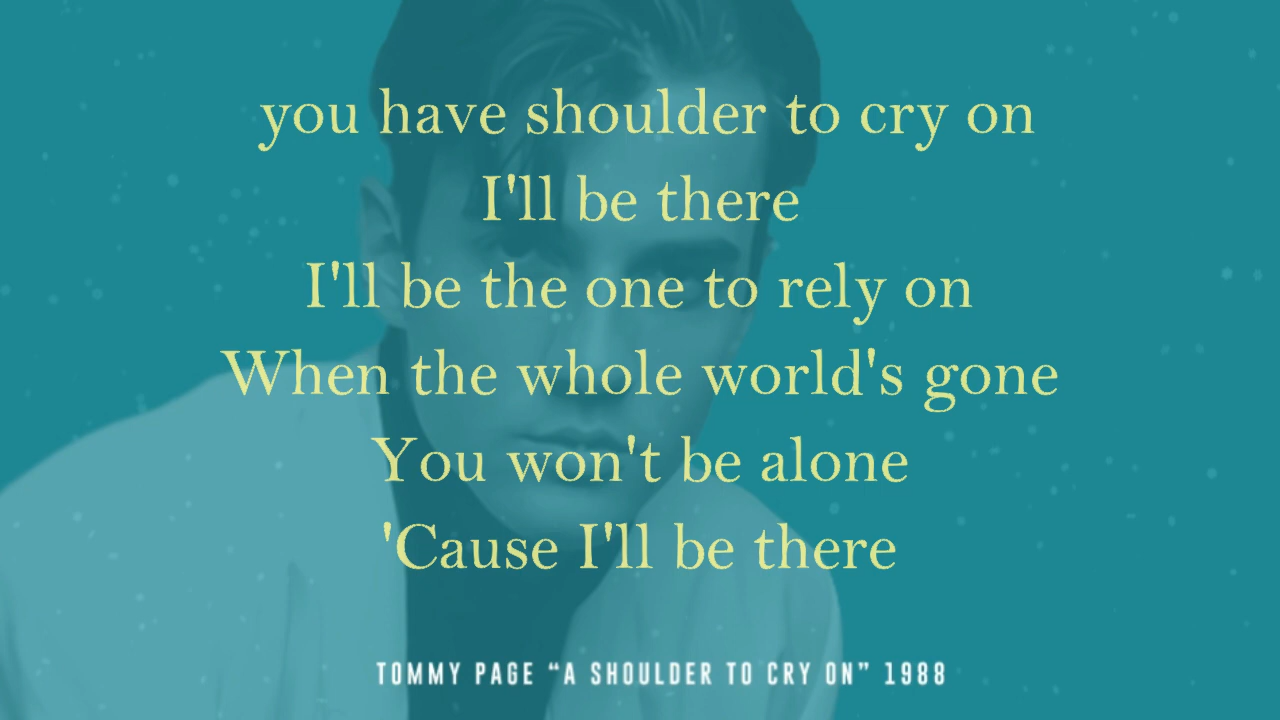 you have shoulder to cry on
I'll be there
I'll be the one to rely on
When the whole world's gone
You won't be alone
'Cause I'll be there
TOMMY PAGE “A SHOULDER TO CRY ON” 1988